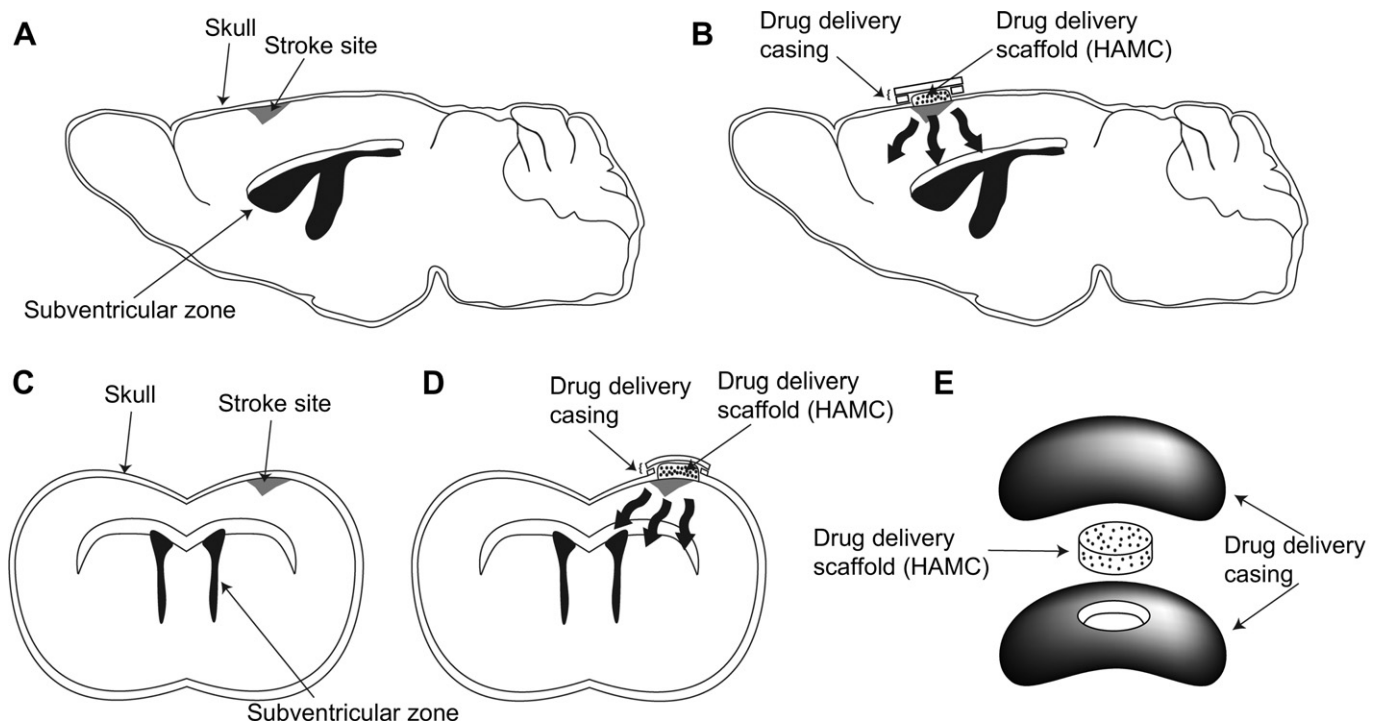 A
Skull
Stroke site
Subventricular zone
B
Drug delivery
casing
Drug delivery
scaffold (HAMC)
C
Skull
Stroke site
Subventricular zone
D
Drug delivery
casing
Drug delivery
scaffold (HAMC)
E
Drug delivery
scaffold (HAMC)
Drug delivery
casing